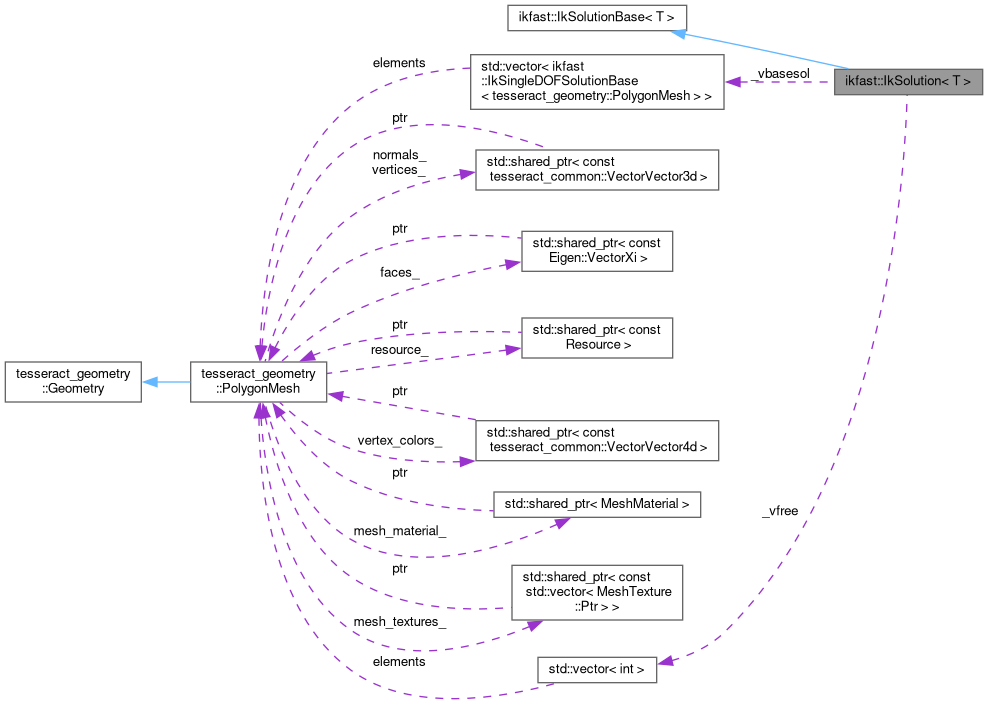 ikfast::IkSolutionBase< T >
elements
std::vector< ikfast
::IkSingleDOFSolutionBase
< tesseract_geometry::PolygonMesh > >
_vbasesol
ikfast::IkSolution< T >
ptr
normals_
vertices_
std::shared_ptr< const
tesseract_common::VectorVector3d >
ptr
std::shared_ptr< const
Eigen::VectorXi >
faces_
ptr
std::shared_ptr< const
Resource >
resource_
tesseract_geometry
::Geometry
tesseract_geometry
::PolygonMesh
ptr
std::shared_ptr< const
tesseract_common::VectorVector4d >
vertex_colors_
ptr
std::shared_ptr< MeshMaterial >
_vfree
mesh_material_
ptr
std::shared_ptr< const
std::vector< MeshTexture
::Ptr > >
mesh_textures_
elements
std::vector< int >